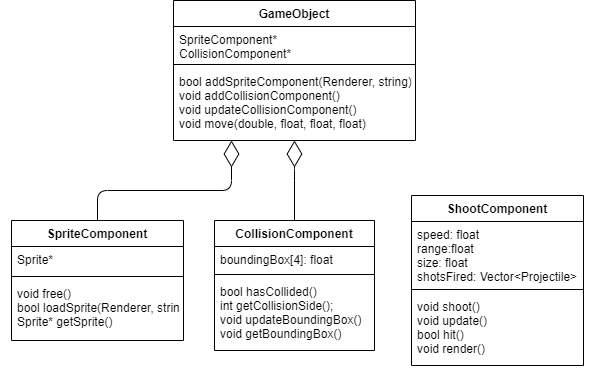 GameObject
SpriteComponent*
CollisionComponent*
bool addSpriteComponent(Renderer, string)
void addCollisionComponent()
void updateCollisionComponent()
void move(double, float, float, float)
SpriteComponent
Sprite*
void free()
bool loadSprite(Renderer, strin
Sprite* getSprite()
CollisionComponent
boundingBox[4]: float
bool hasCollided()
int getCollisionSide();
void updateBoundingBox()
void getBoundingBox()
ShootComponent
speed: float
range:float
size: float
shotsFired: Vector<Projectile>
void shoot()
void update()
bool hit()
void render()